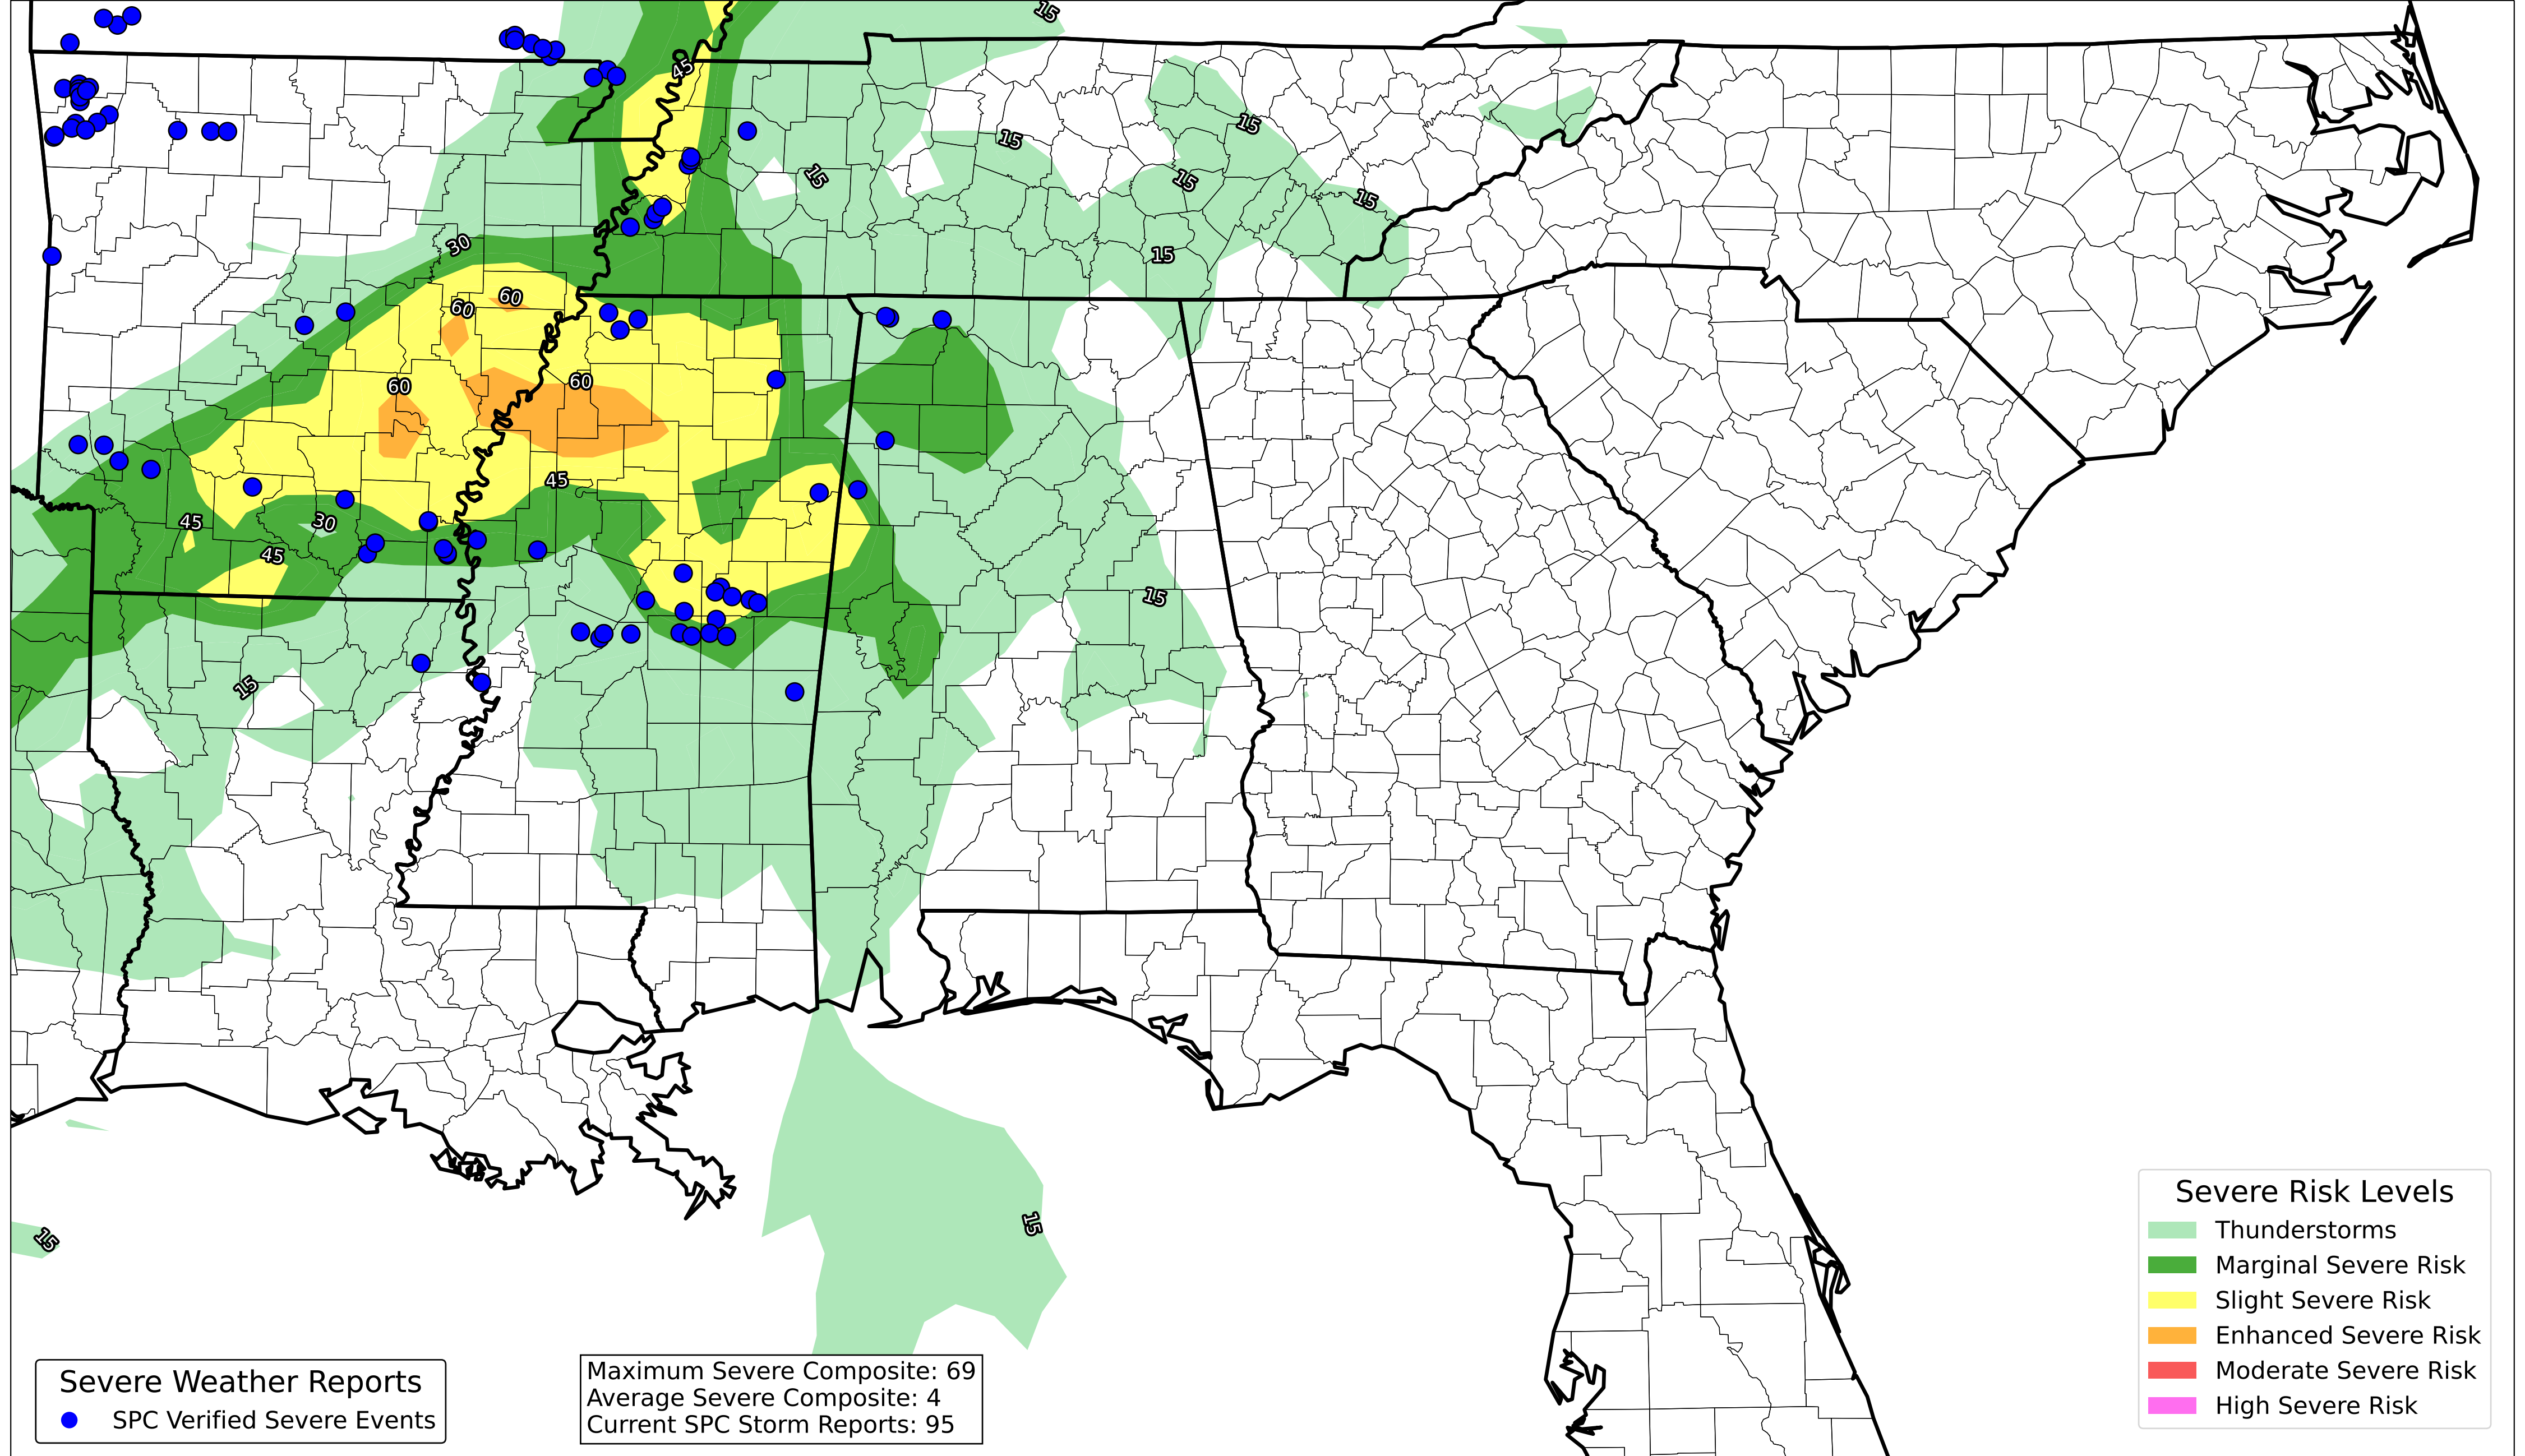 15
45
15
15
15
15
15
30
15
60
60
60
60
45
45
30
45
15
15
15
15
Severe Risk Levels
Thunderstorms
Marginal Severe Risk
Slight Severe Risk
Enhanced Severe Risk
Moderate Severe Risk
High Severe Risk
Severe Weather Reports
SPC Verified Severe Events
Maximum Severe Composite: 69
Average Severe Composite: 4
Current SPC Storm Reports: 95